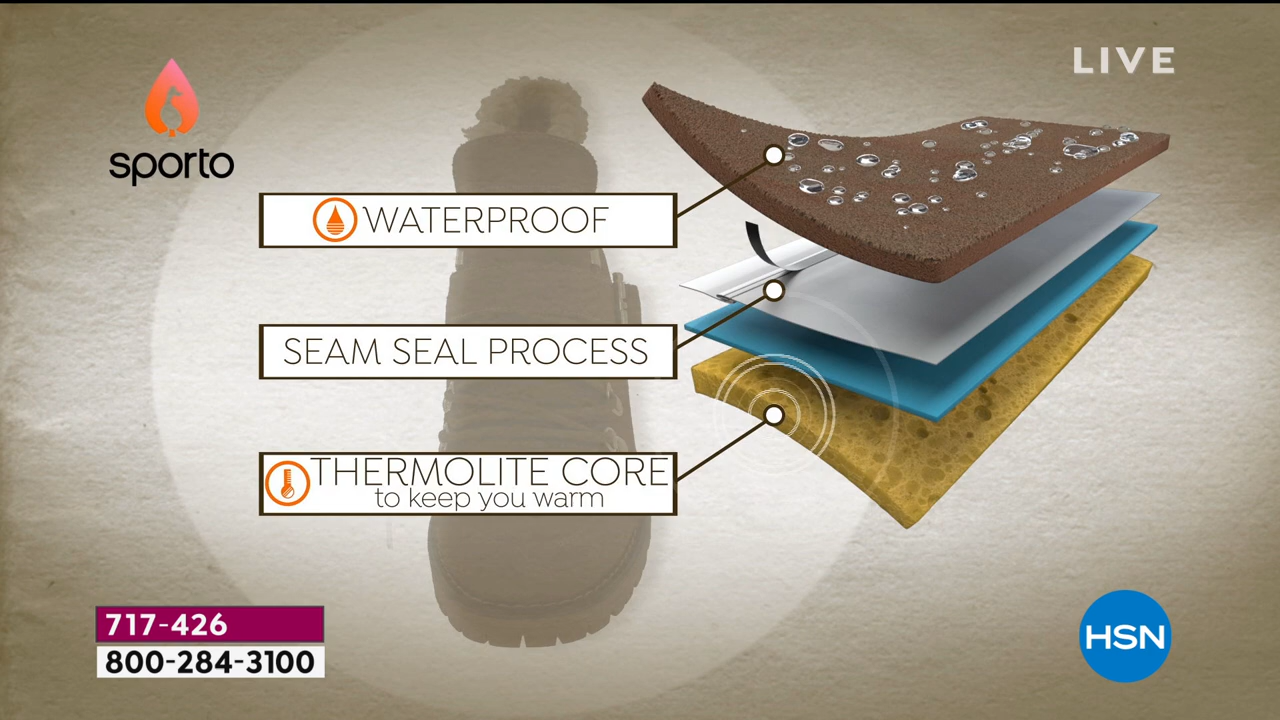 LIVE
sporto
WATERPROOF
SEAM SEAL PROCESS
THERMOLITE CORE
to keep you warm
717-426
800-284-3100
HSN